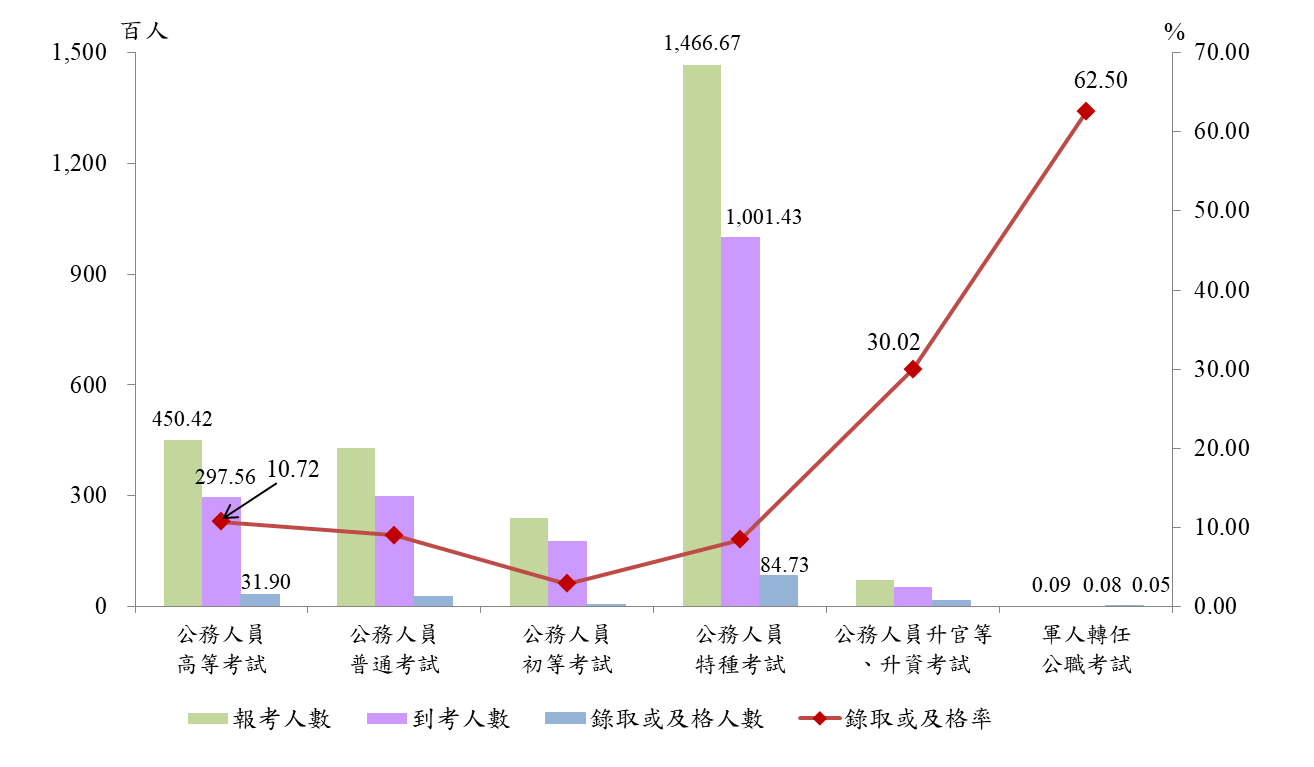 百人
%
1,500
1,200
900
600
300
0
70.00
60.00
50.00
40.00
30.00
20.00
10.00
0.00
450.42
297.56
10.72
31.90
1,466.67
1,001.43
84.73
30.02
62.50
0.09 0.08 0.05
公務人員
高等考試
公務人員
普通考試
公務人員
初等考試
公務人員
特種考試
公務人員升官等
、升資考試
軍人轉任
公職考試
報考人數 到考人數 錄取或及格人數 錄取或及格率